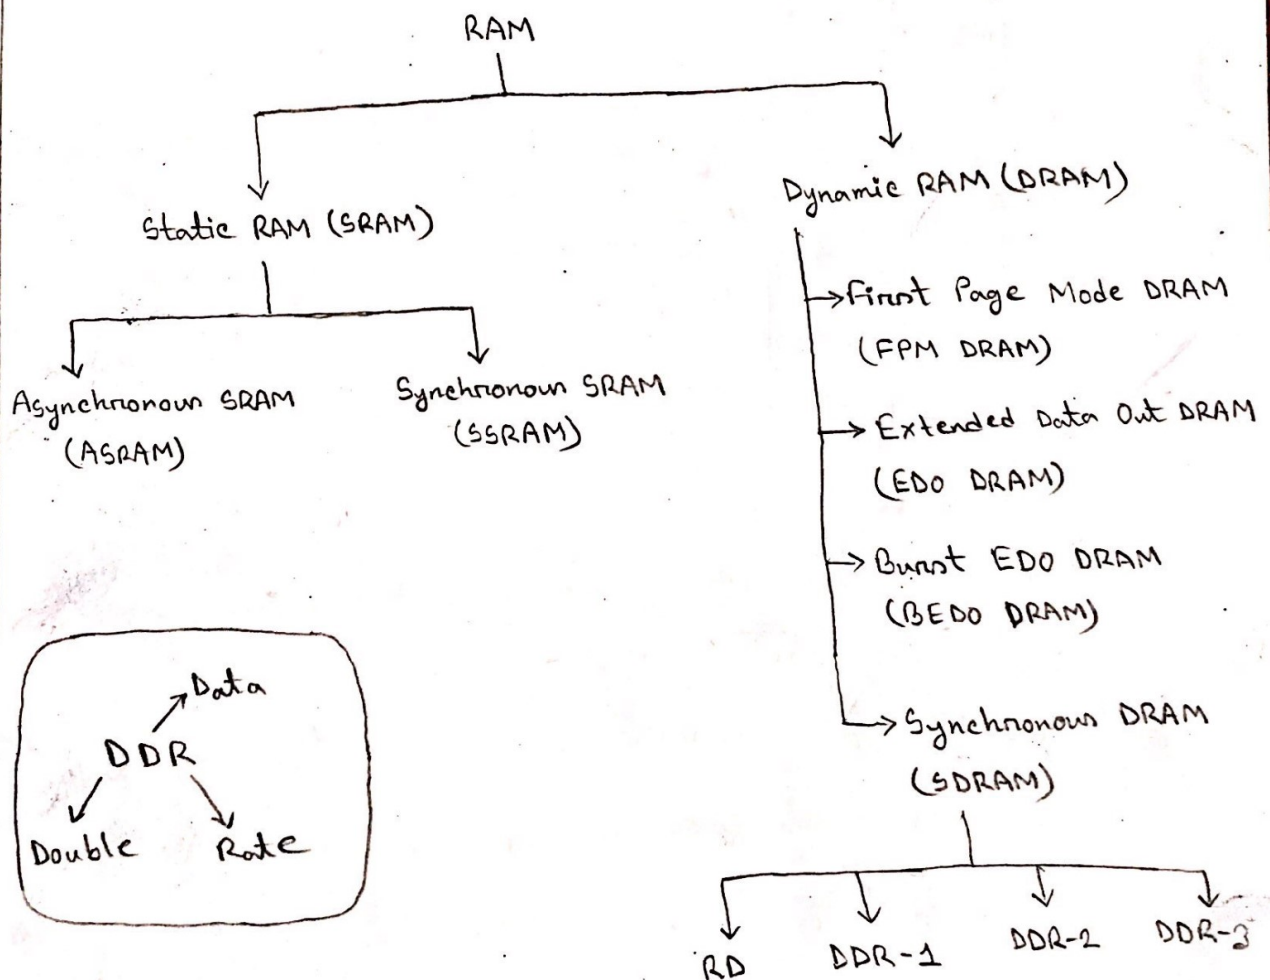 RAM
Static RAM (SRAM)
Dynamic RAM (DRAM)
Asynchronous SRAM
(ASRAM)
Synchronous SRAM
(SSRAM)
First Page Mode DRAM
(FPM DRAM)
Extended Data Out DRAM
(EDO DRAM)
Burst EDO DRAM
(BEDO DRAM)
Synchronous DRAM
(SDRAM)
RD
DDR-1
DDR-2
DDR-3
Data
DDR
Double
Rate